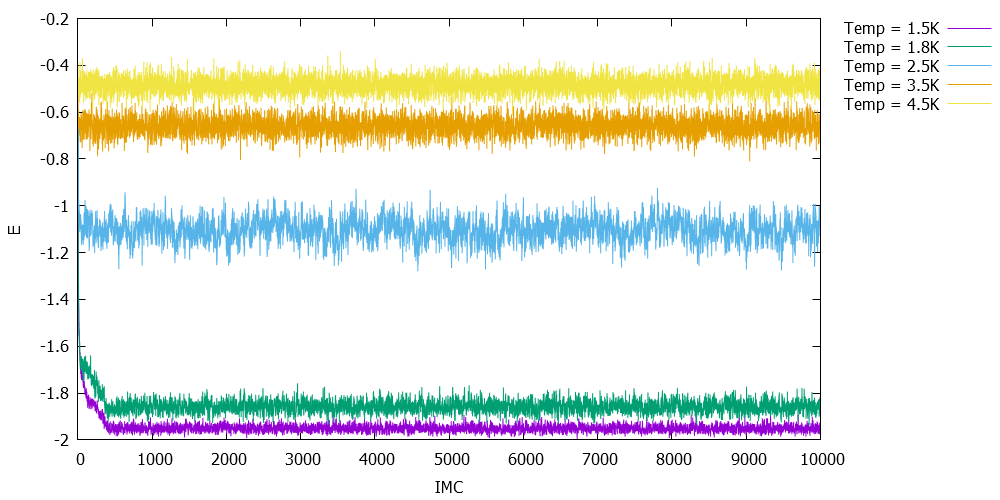 -0.2
-0.4
-0.6
-0.8
-1
-1.2
-1.4
-1.6
-1.8
-2
E
0 1000 2000 3000 4000 5000 6000 7000 8000 9000 10000
IMC
Temp = 1.5K
Temp = 1.8K
Temp = 2.5K
Temp = 3.5K
Temp = 4.5K